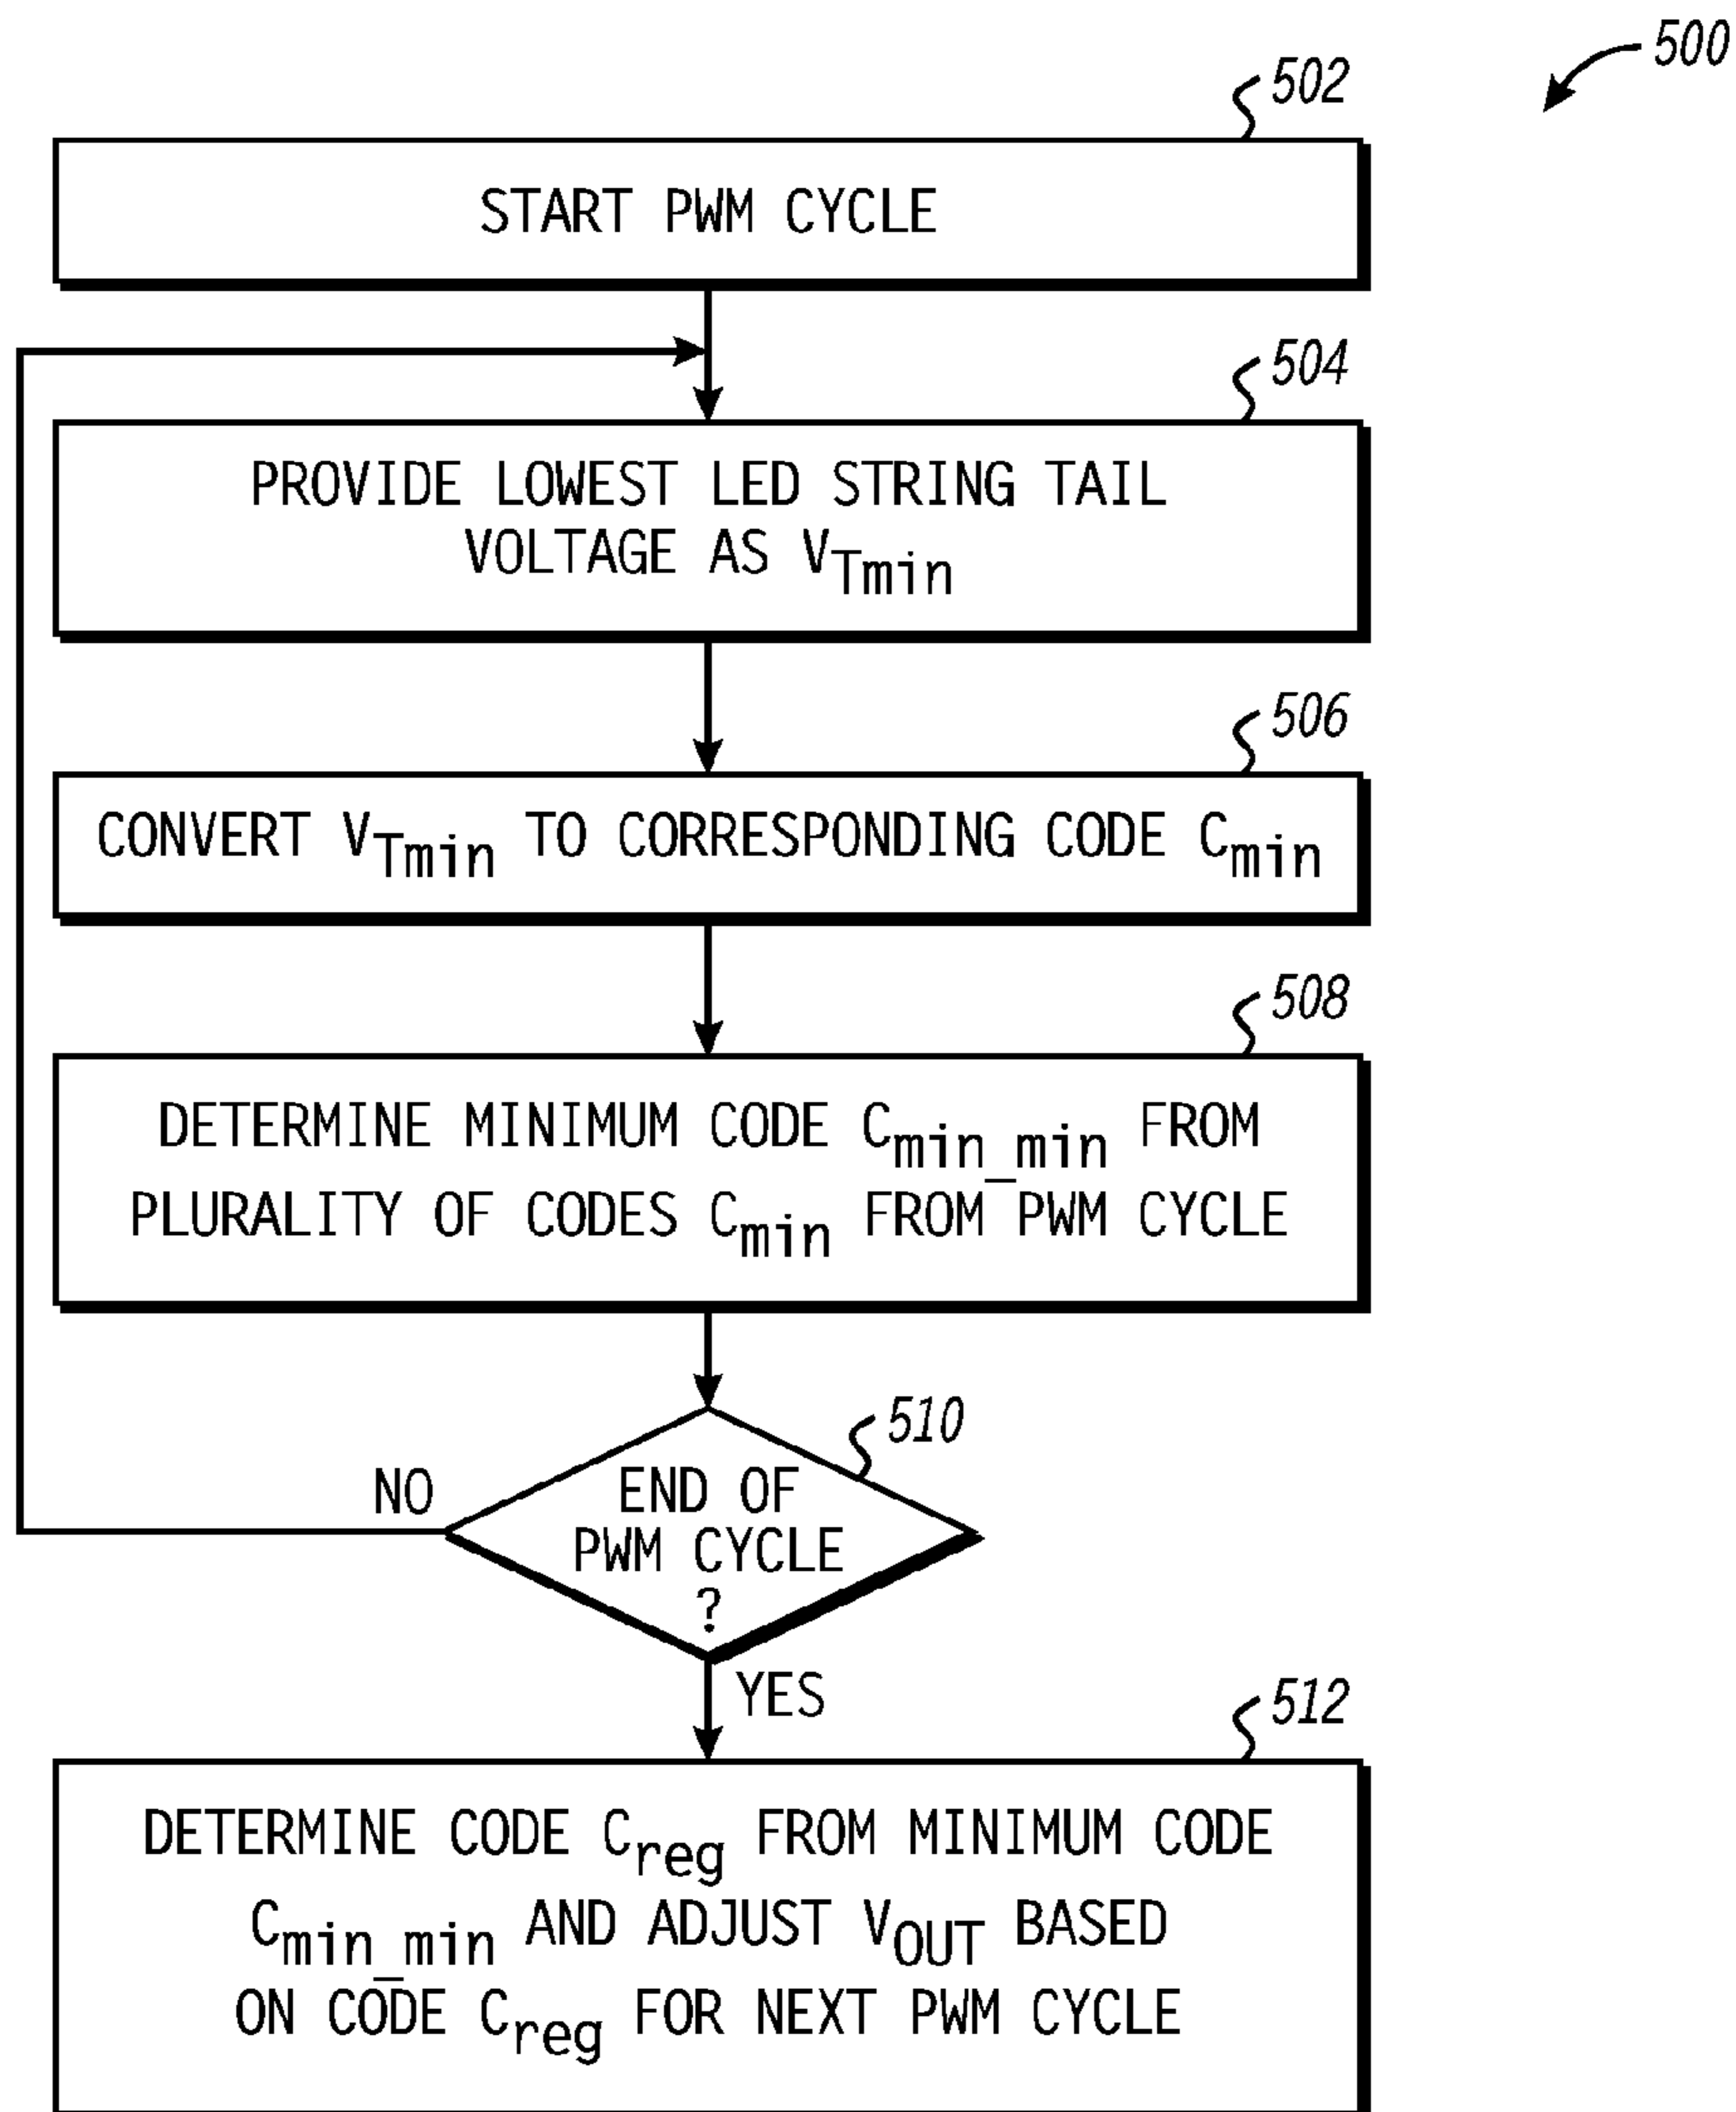 500
502
START PWM CYCLE
504
PROVIDE LOWEST LED STRING TAIL
VOLTAGE AS VTmin
506
CONVERT VTmin TO CORRESPONDING CODE Cmin
508
DETERMINE MINIMUM CODE Cmin_min FROM
PLURALITY OF CODES Cmin FROM PWM CYCLE
510
NO
END OF
PWM CYCLE
?
YES
512
DETERMINE CODE Creg FROM MINIMUM CODE
Cmin_min AND ADJUST VOUT BASED
ON CODE Creg FOR NEXT PWM CYCLE